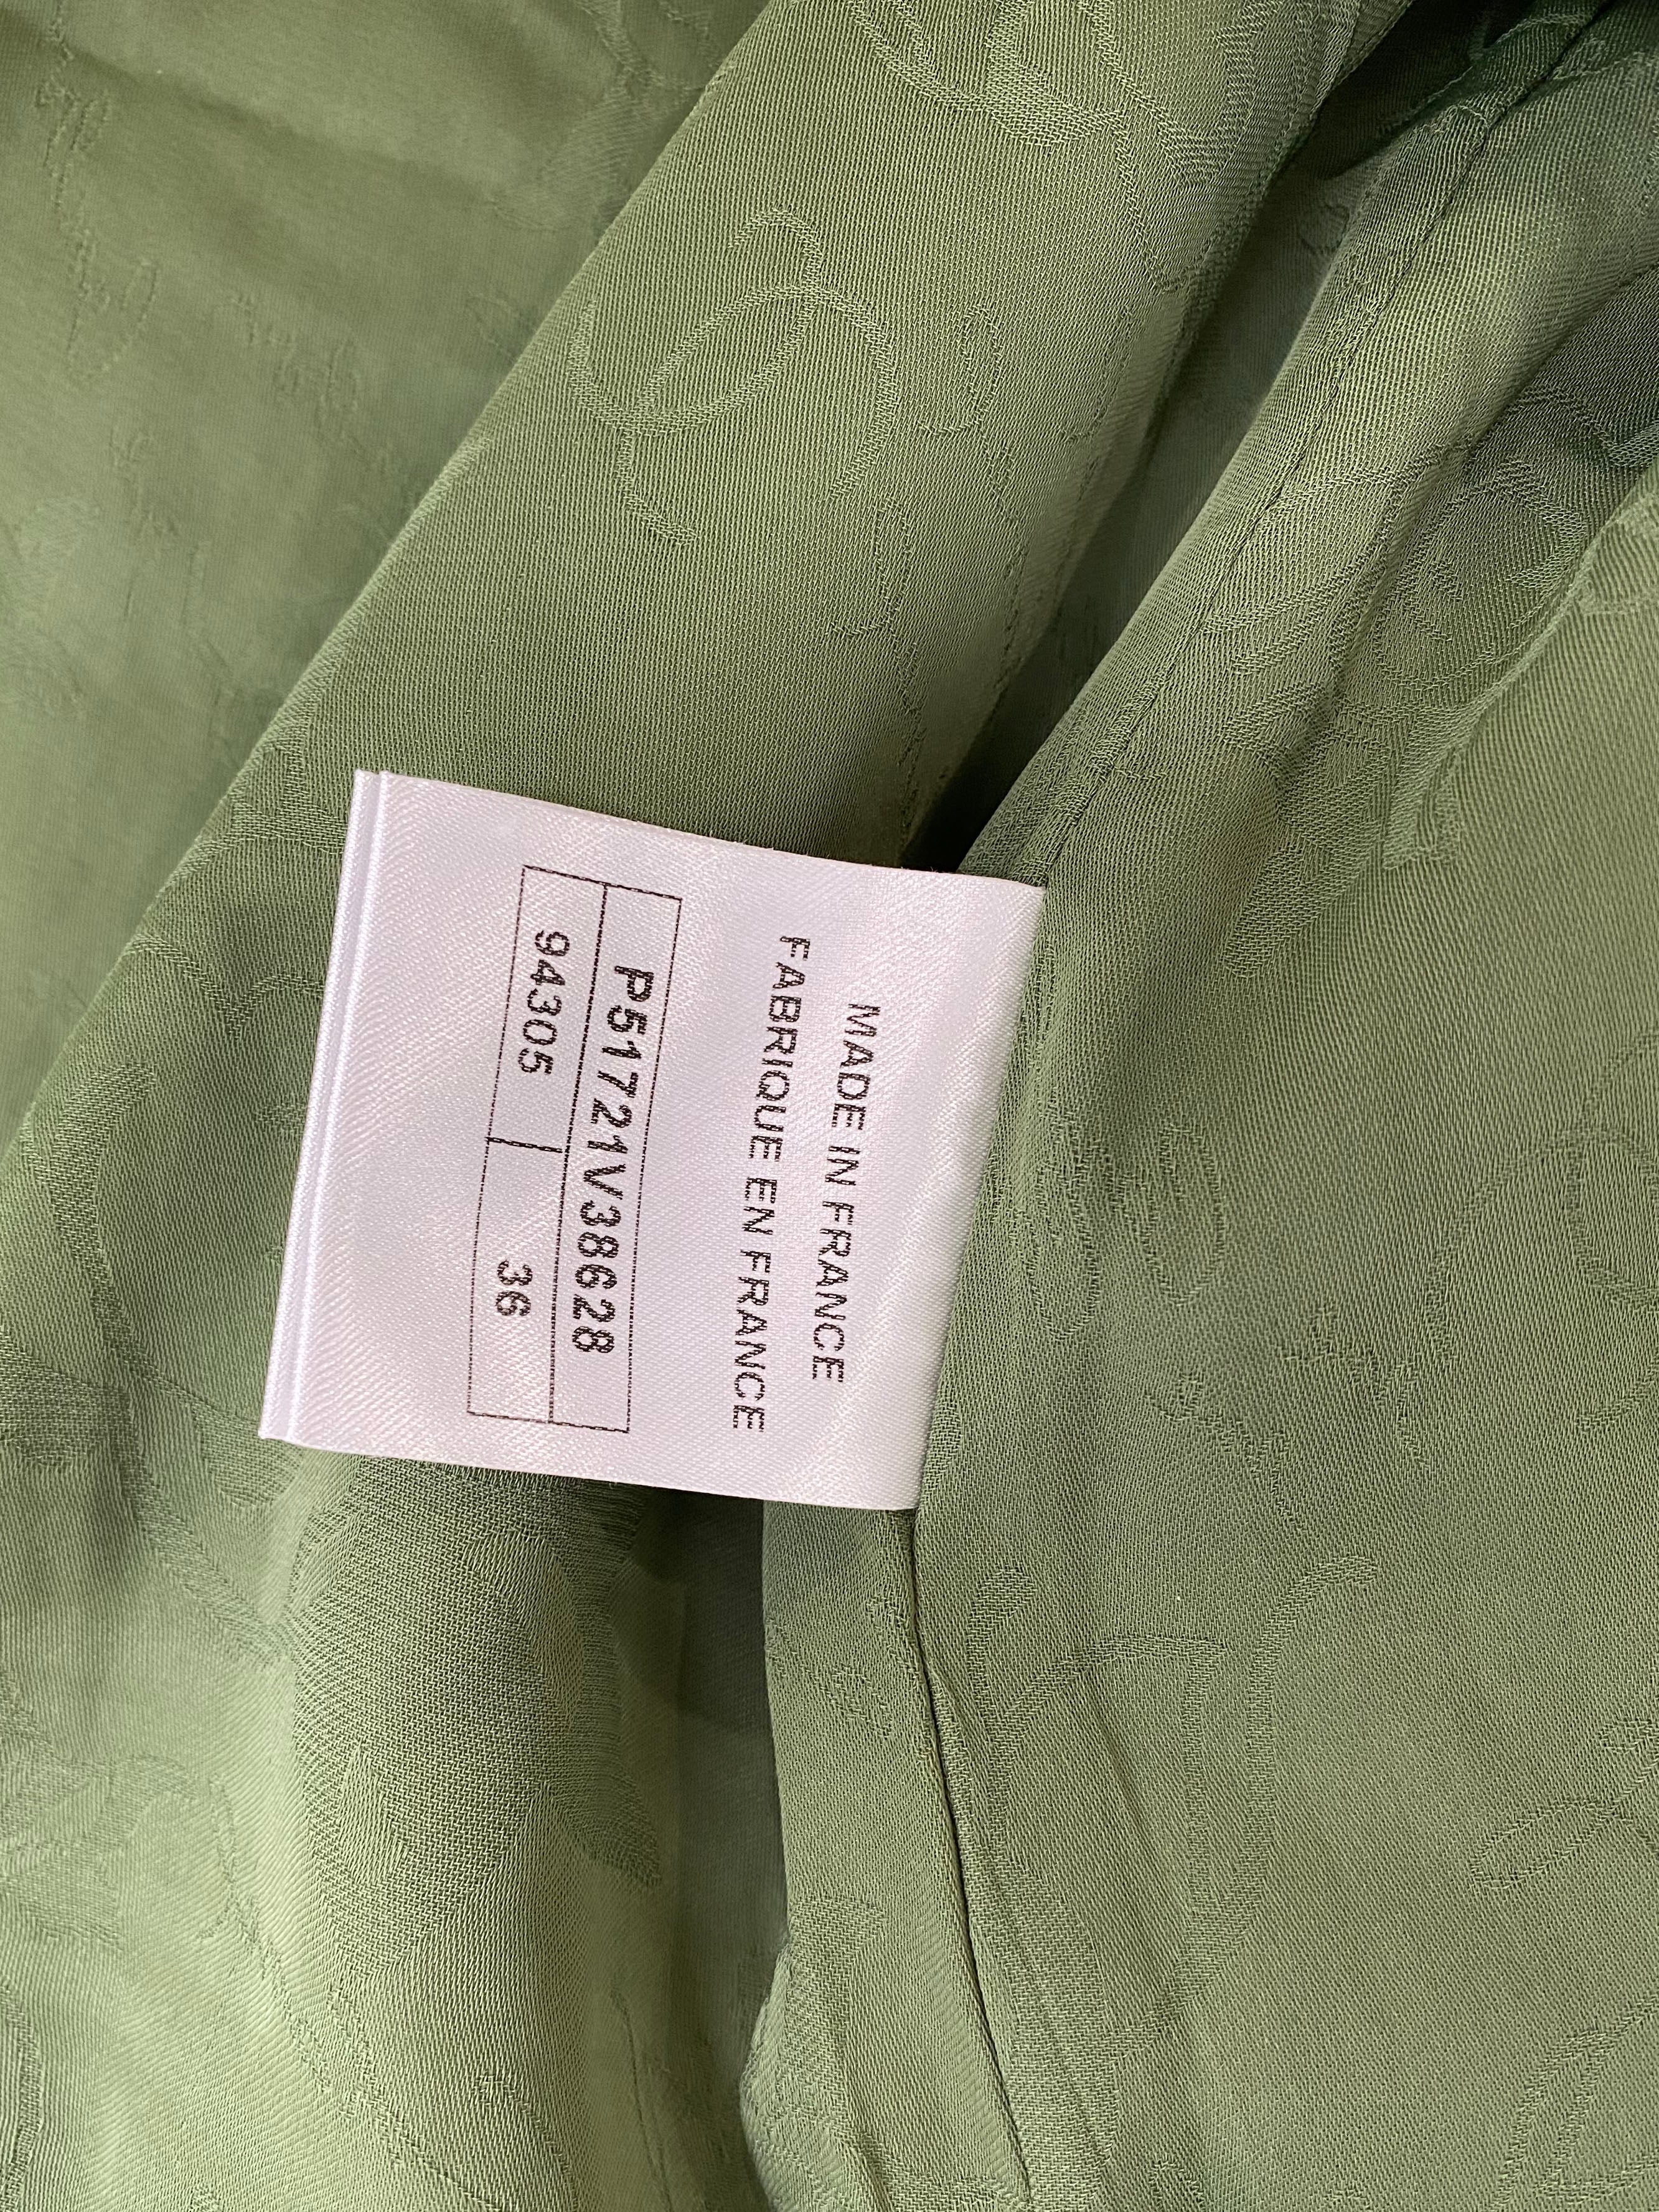 MADE IN FRANCE
FABRIQUE EN FRANCE
P51721V38628
94305 36